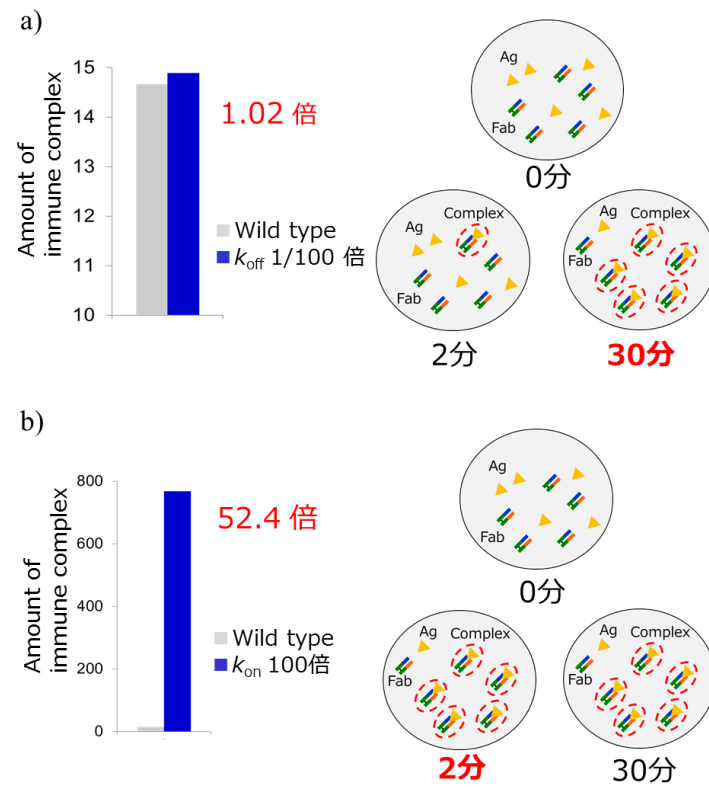 a)
Amount of
immune complex
15
14
13
12
11
10
1.02 倍
Wild type
koff 1/100 倍
Ag
Fab
0分
Ag
Complex
Fab
2分
Ag
Complex
Fab
30分
b)
Amount of
immune complex
800
600
400
200
0
52.4 倍
Wild type
kon 100倍
Ag
Fab
0分
Ag
Complex
Fab
2分
Ag
Complex
Fab
30分